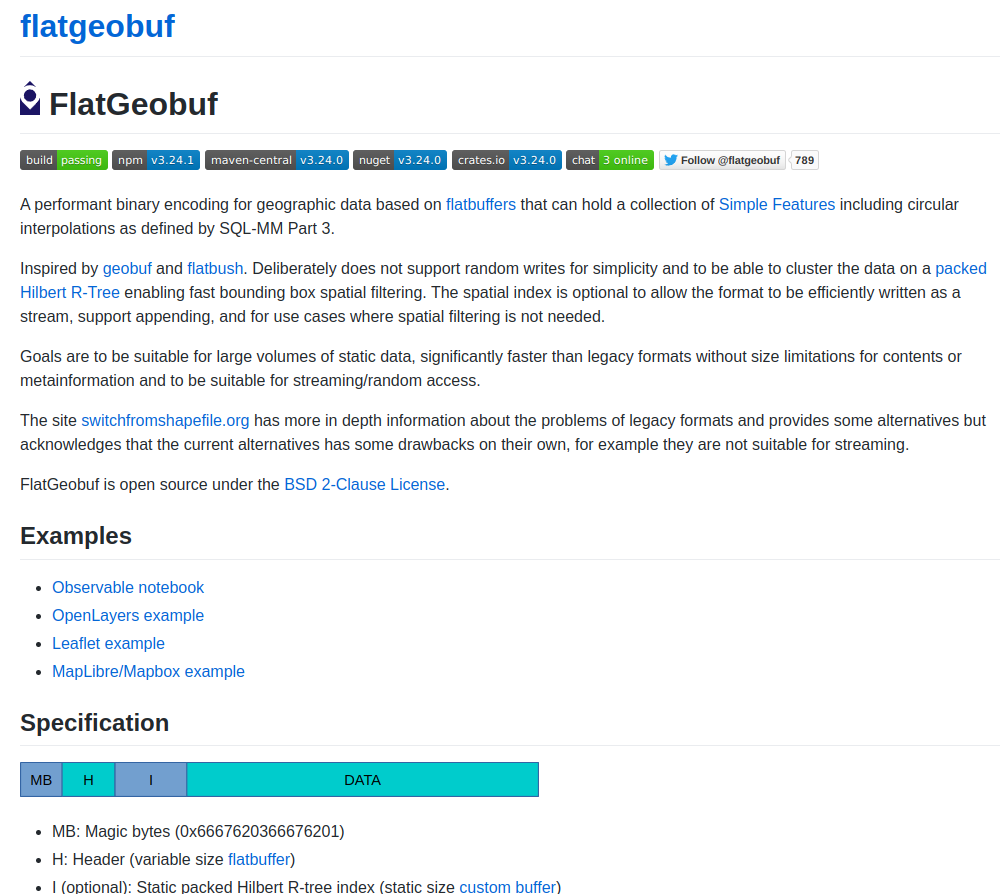 flatgeobuf
FlatGeobuf
build passing npm v3.24.1 maven-central v3.24.0 nuget v3.24.0 crates.io v3.24.0 chat 3 online Follow @flatgeobuf 789
A performant binary encoding for geographic data based on flatbuffers that can hold a collection of Simple Features including circular
interpolations as defined by SQL-MM Part 3.
Inspired by geobuf and flatbush. Deliberately does not support random writes for simplicity and to be able to cluster the data on a packed
Hilbert R-Tree enabling fast bounding box spatial filtering. The spatial index is optional to allow the format to be efficiently written as a
stream, support appending, and for use cases where spatial filtering is not needed.
Goals are to be suitable for large volumes of static data, significantly faster than legacy formats without size limitations for contents or
metainformation and to be suitable for streaming/random access.
The site switchfromshapefile.org has more in depth information about the problems of legacy formats and provides some alternatives but
acknowledges that the current alternatives has some drawbacks on their own, for example they are not suitable for streaming.
FlatGeobuf is open source under the BSD 2-Clause License.
Examples
• Observable notebook
• OpenLayers example
• Leaflet example
• MapLibre/Mapbox example
Specification
MB H I DATA
• MB: Magic bytes (0x6667620366676201)
• H: Header (variable size flatbuffer)
• I (optional): Static packed Hilbert R-tree index (static size custom buffer)